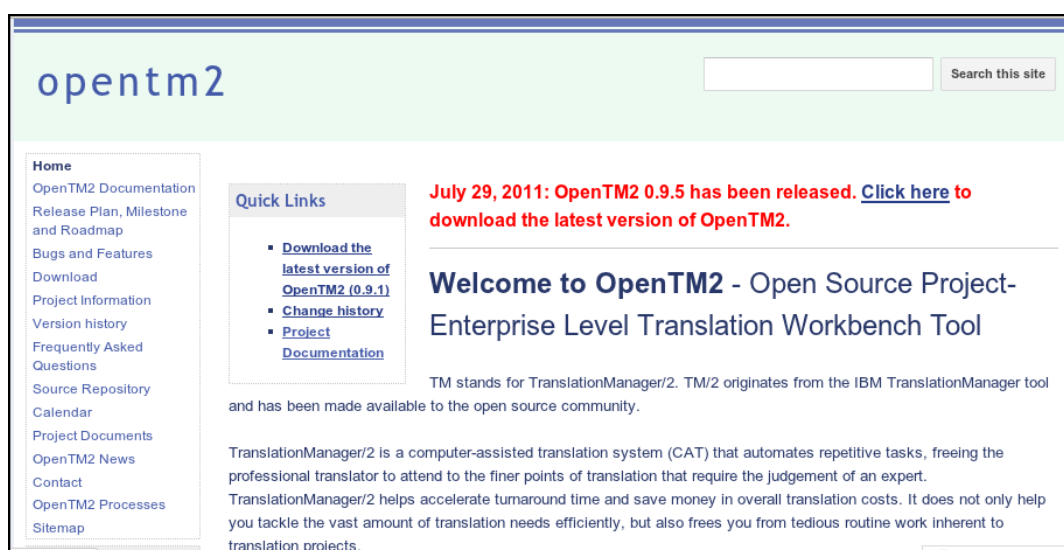 opentm2
Search this site
Home
OpenTM2 Documentation
Release Plan, Milestone
and Roadmap
Bugs and Features
Download
Project Information
Version history
Frequently Asked
Questions
Source Repository
Calendar
Project Documents
OpenTM2 News
Contact
OpenTM2 Processes
Sitemap
Quick Links
Download the
latest version of
OpenTM2 (0.9.1)
Change history
Project
Documentation
July 29, 2011: OpenTM2 0.9.5 has been released. Click here to
download the latest version of OpenTM2.
Welcome to OpenTM2 - Open Source Project-
Enterprise Level Translation Workbench Tool
TM stands for TranslationManager/2. TM/2 originates from the IBM TranslationManager tool
and has been made available to the open source community.
TranslationManager/2 is a computer-assisted translation system (CAT) that automates repetitive tasks, freeing the
professional translator to attend to the finer points of translation that require the judgement of an expert.
TranslationManager/2 helps accelerate turnaround time and save money in overall translation costs. It does not only help
you tackle the vast amount of translation needs efficiently, but also frees you from tedious routine work inherent to
translation projects.